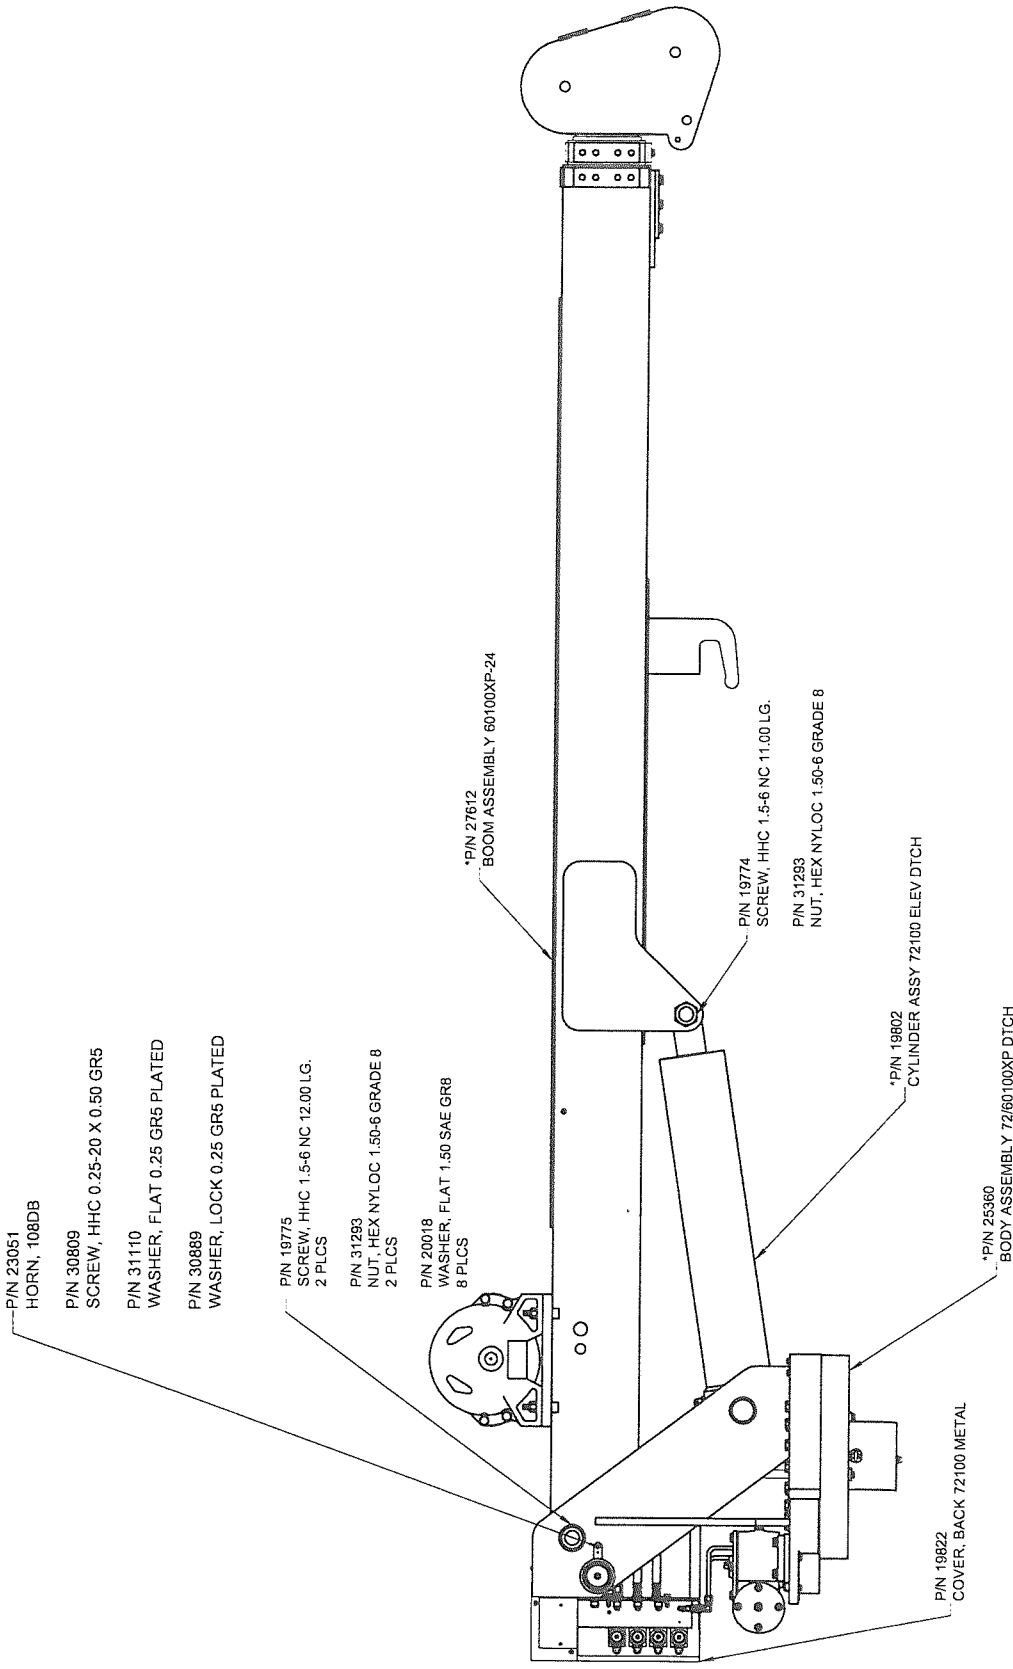 P/N 23051
HORN, 108DB
P/N 30809
SCREW, HHC 0.25-20 X 0.50 GR5
P/N 31110
WASHER, FLAT 0.25 GR5 PLATED
P/N 30889
WASHER, LOCK 0.25 GR5 PLATED
P/N 19775
SCREW, HHC 1.5-6 NC 12.00 LG.
2 PLCS
P/N 31293
NUT, HEX NYLOC 1.50-6 GRADE 8
2 PLCS
P/N 20018
WASHER, FLAT 1.50 SAE GR8
8 PLCS
*P/N 27612
BOOM ASSEMBLY 60100XP-24
P/N 19774
SCREW, HHC 1.5-6 NC 11.00 LG.
P/N 31293
NUT, HEX NYLOC 1.50-6 GRADE 8
*P/N 19802
CYLINDER ASSY 72100 ELEV DTCH
*P/N 25360
BODY ASSEMBLY 72/60100XP DTCH
P/N 19822
COVER, BACK 72100 METAL